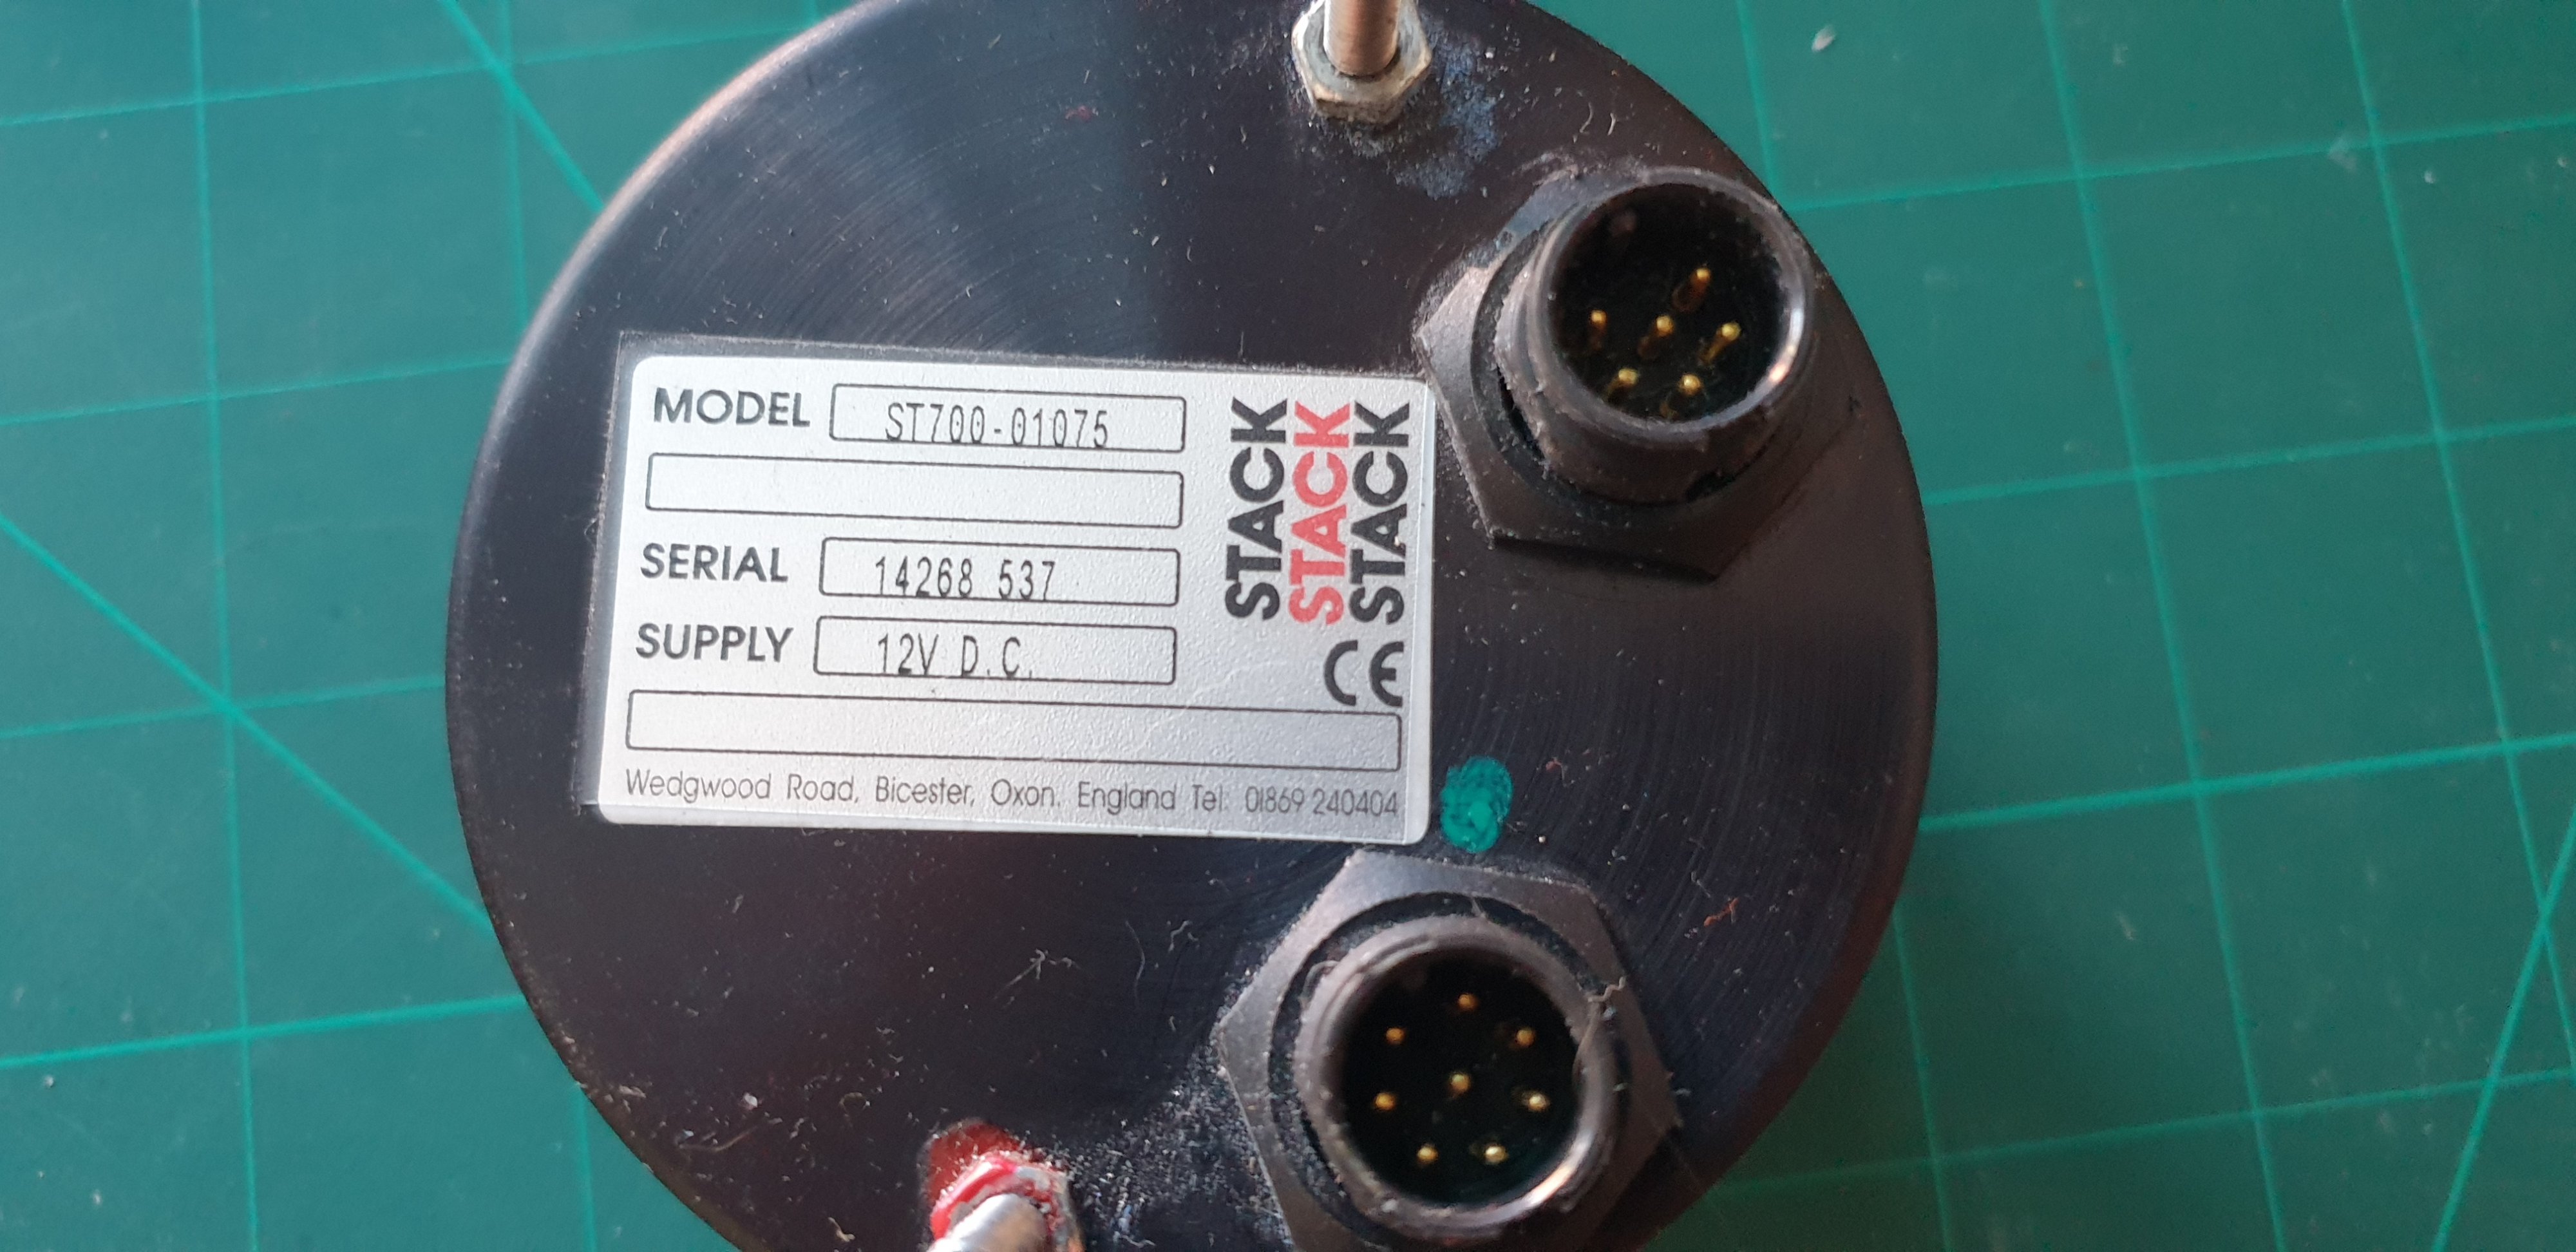 MODEL ST700-01075
SERIAL 14268 537
SUPPLY 12V D.C.
STACK
STACK
STACK
CE
Wedgwood Road, Bicester, Oxon. England Tel: 01869 240404